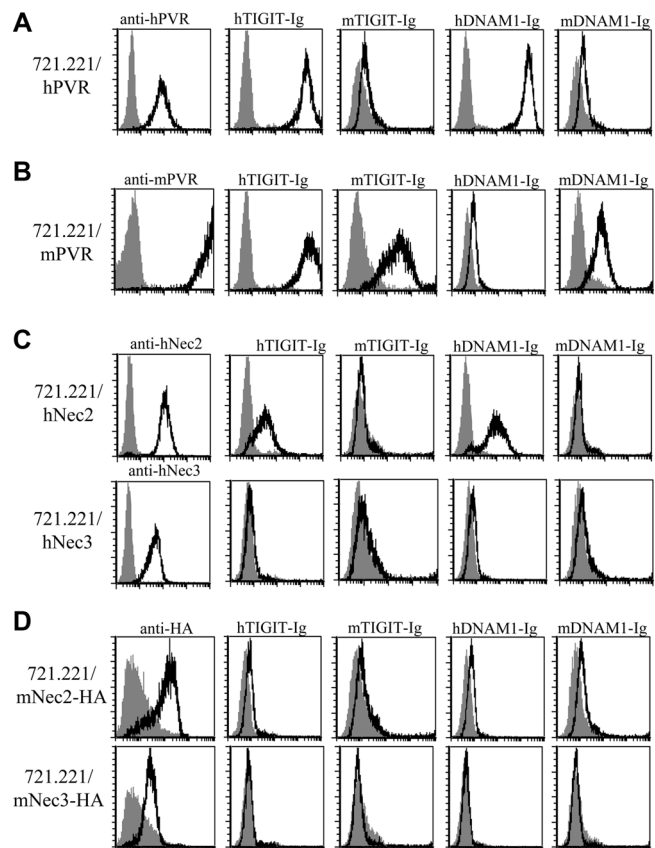 A
anti-hPVR hTIGIT-Ig mTIGIT-Ig hDNAM1-Ig mDNAM1-Ig
721.221/
hPVR
B
anti-mPVR hTIGIT-Ig mTIGIT-Ig hDNAM1-Ig mDNAM1-Ig
721.221/
mPVR
C
anti-hNec2 hTIGIT-Ig mTIGIT-Ig hDNAM1-Ig mDNAM1-Ig
721.221/
hNec2
anti-hNec3
721.221/
hNec3
D
anti-HA hTIGIT-Ig mTIGIT-Ig hDNAM1-Ig mDNAM1-Ig
721.221/
mNec2-HA
721.221/
mNec3-HA